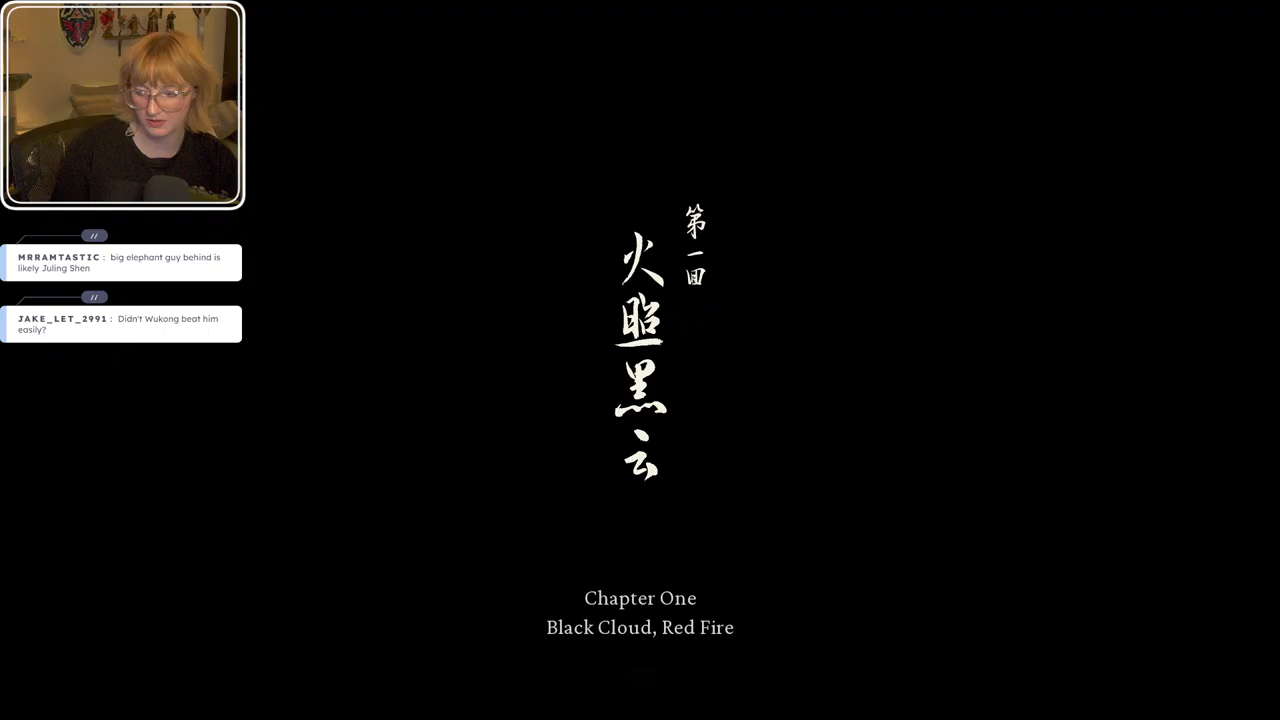 //
MRRAMTASTIC : big elephant guy behind is
likely Juling Shen
//
JAKE_LET_2991 : Didn't Wukong beat him
easily?
第一回
火照黑云
Chapter One
Black Cloud, Red Fire